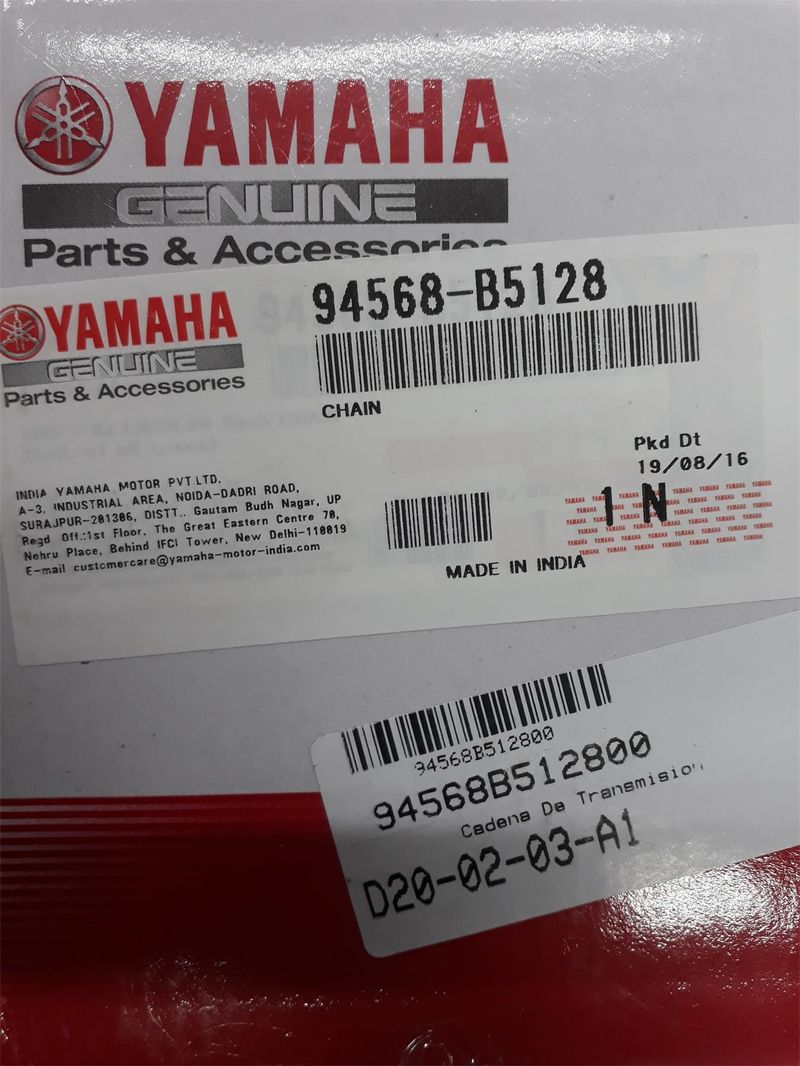 YAMAHA
GENUINE
Parts & Accessories
94568-B5128
YAMAHA
GENUINE
Parts & Accessories
CHAIN
Pkd Dt
19/08/16
INDIA YAMAHA MOTOR PVT.LTD.
A-3, INDUSTRIAL AREA, NOIDA-DADRI ROAD,
SURAJPUR-201306, DISTT.. Gautam Budh Nagar, UP
Regd Off.:1st Floor, The Great Eastern Centre 70,
Nehru Place, Behind IFCI Tower, New Delhi-110019
E-mail customercare@yamaha-motor-india.com
1 N
MADE IN INDIA
94568B512800
94568B512800
Cadena De Transmision
D20-02-03-A1